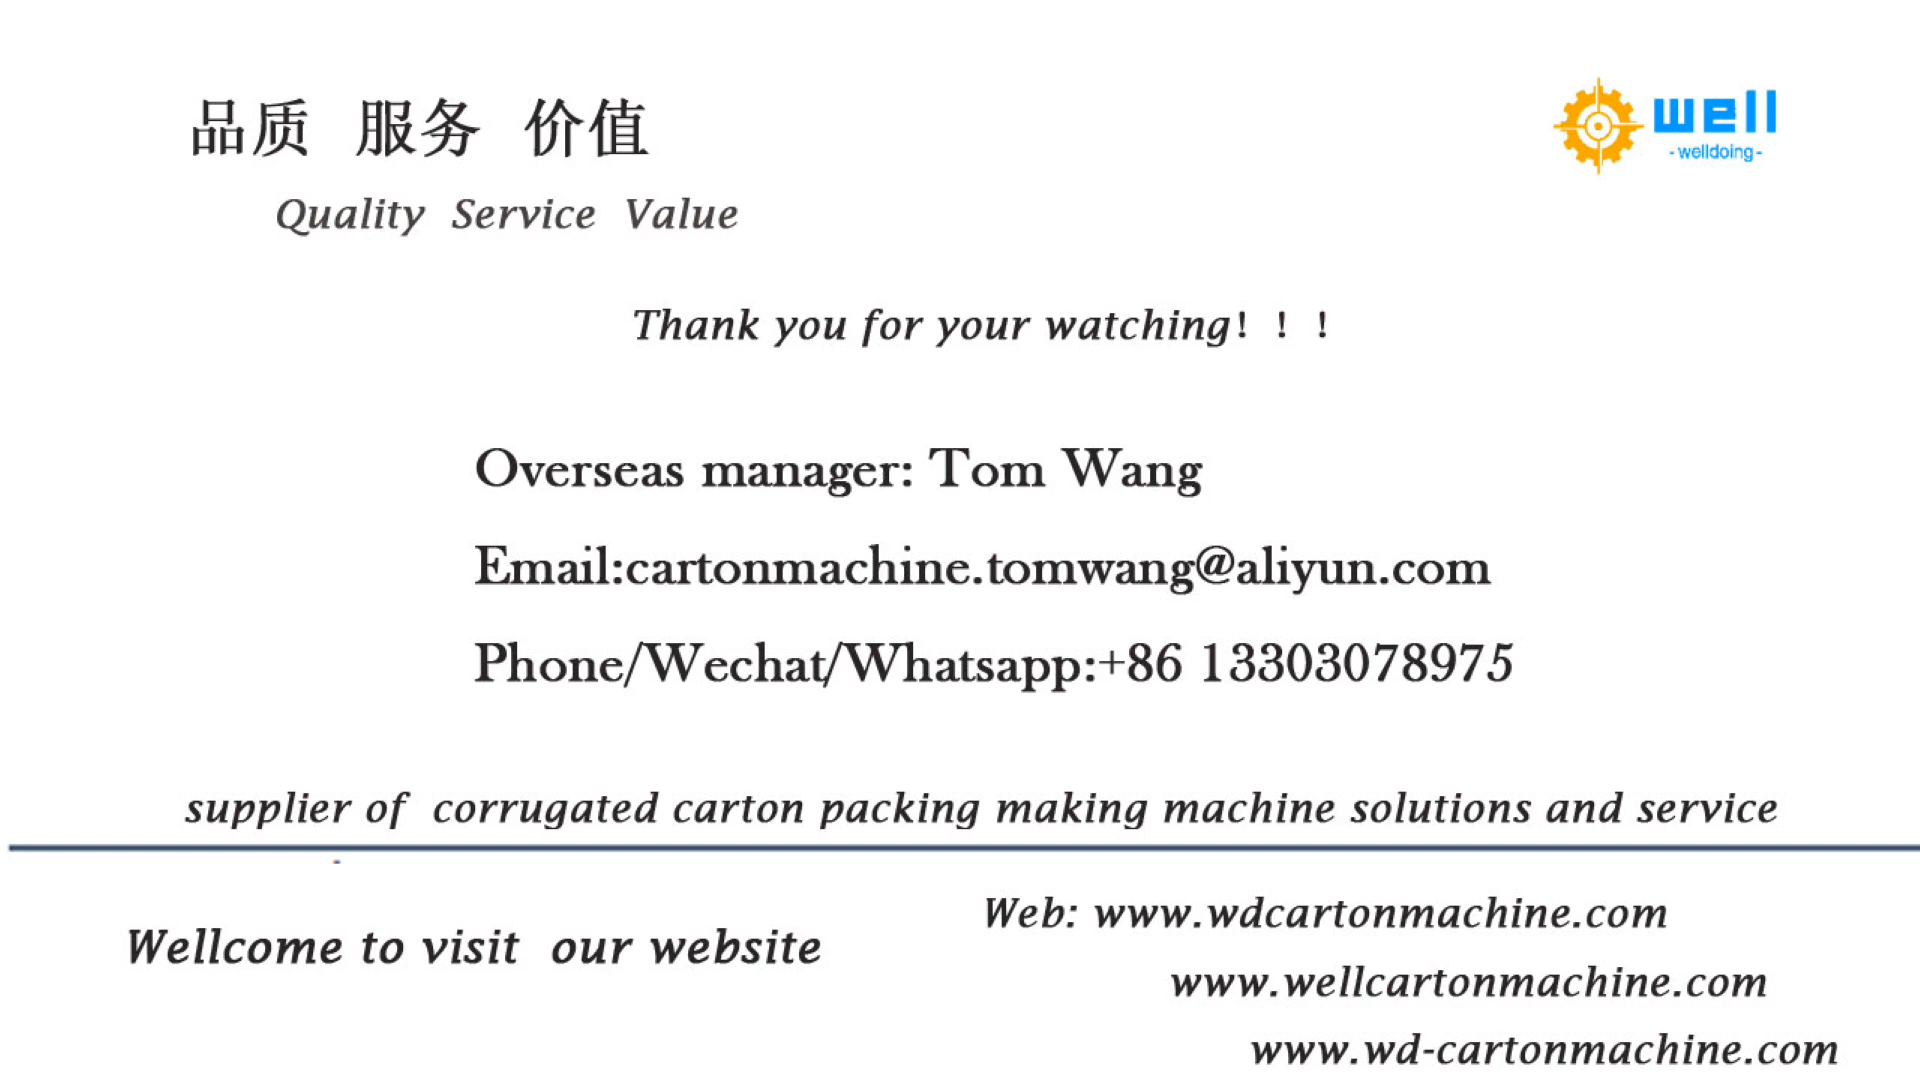 品质 服务 价值
well
-welldoing-
Quality Service Value
Thank you for your watching！！！
Overseas manager: Tom Wang
Email:cartonmachine.tomwang@aliyun.com
Phone/Wechat/Whatsapp:+86 13303078975
supplier of corrugated carton packing making machine solutions and service
Wellcome to visit our website
Web: www.wdcartonmachine.com
www.wellcartonmachine.com
www.wd-cartonmachine.com